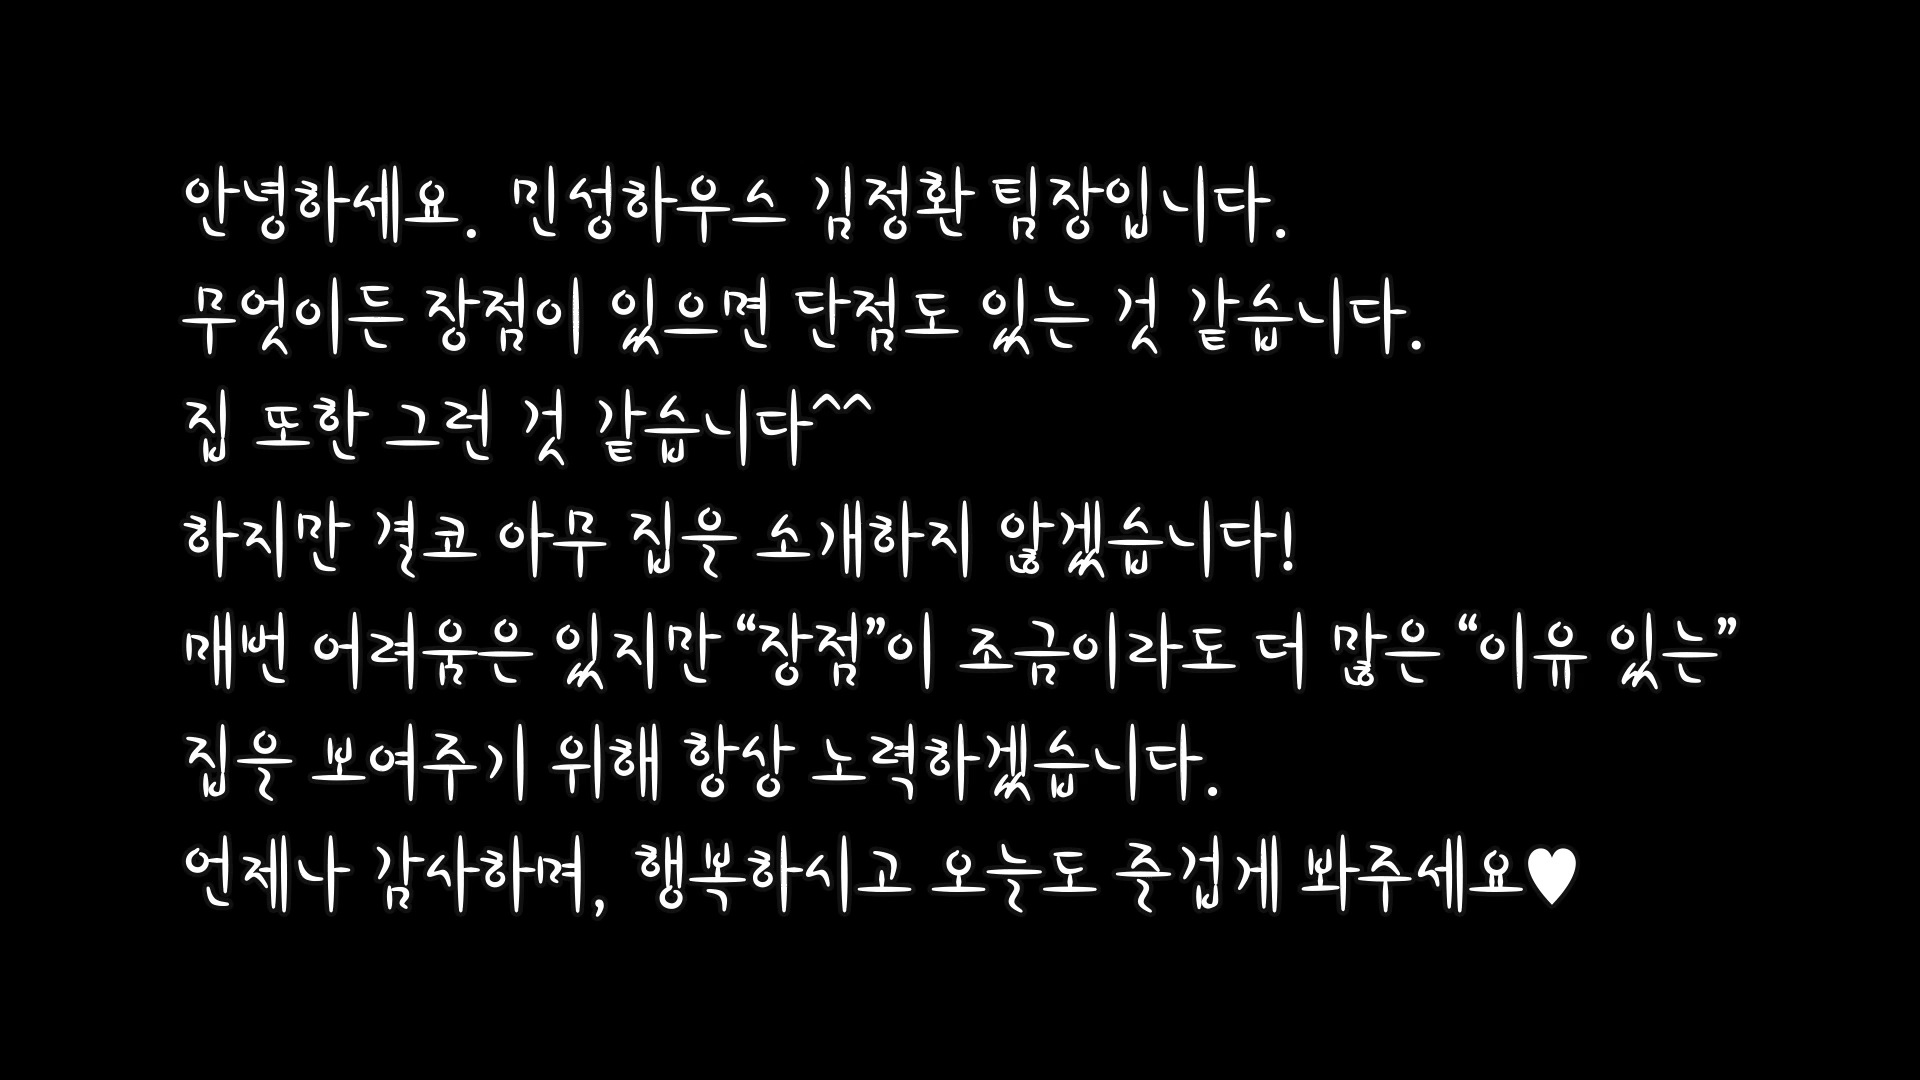 안녕하세요. 민성하우스 김정환 팀장입니다.
무엇이든 장점이 있으면 단점도 있는 것 같습니다.
집 또한 그런 것 같습니다^^
하지만 결코 아무 집을 소개하지 않겠습니다!
매번 어려움은 있지만 “장점”이 조금이라도 더 많은 “이유 있는”
집을 보여주기 위해 항상 노력하겠습니다.
언제나 감사하며, 행복하시고 오늘도 즐겁게 봐주세요♥